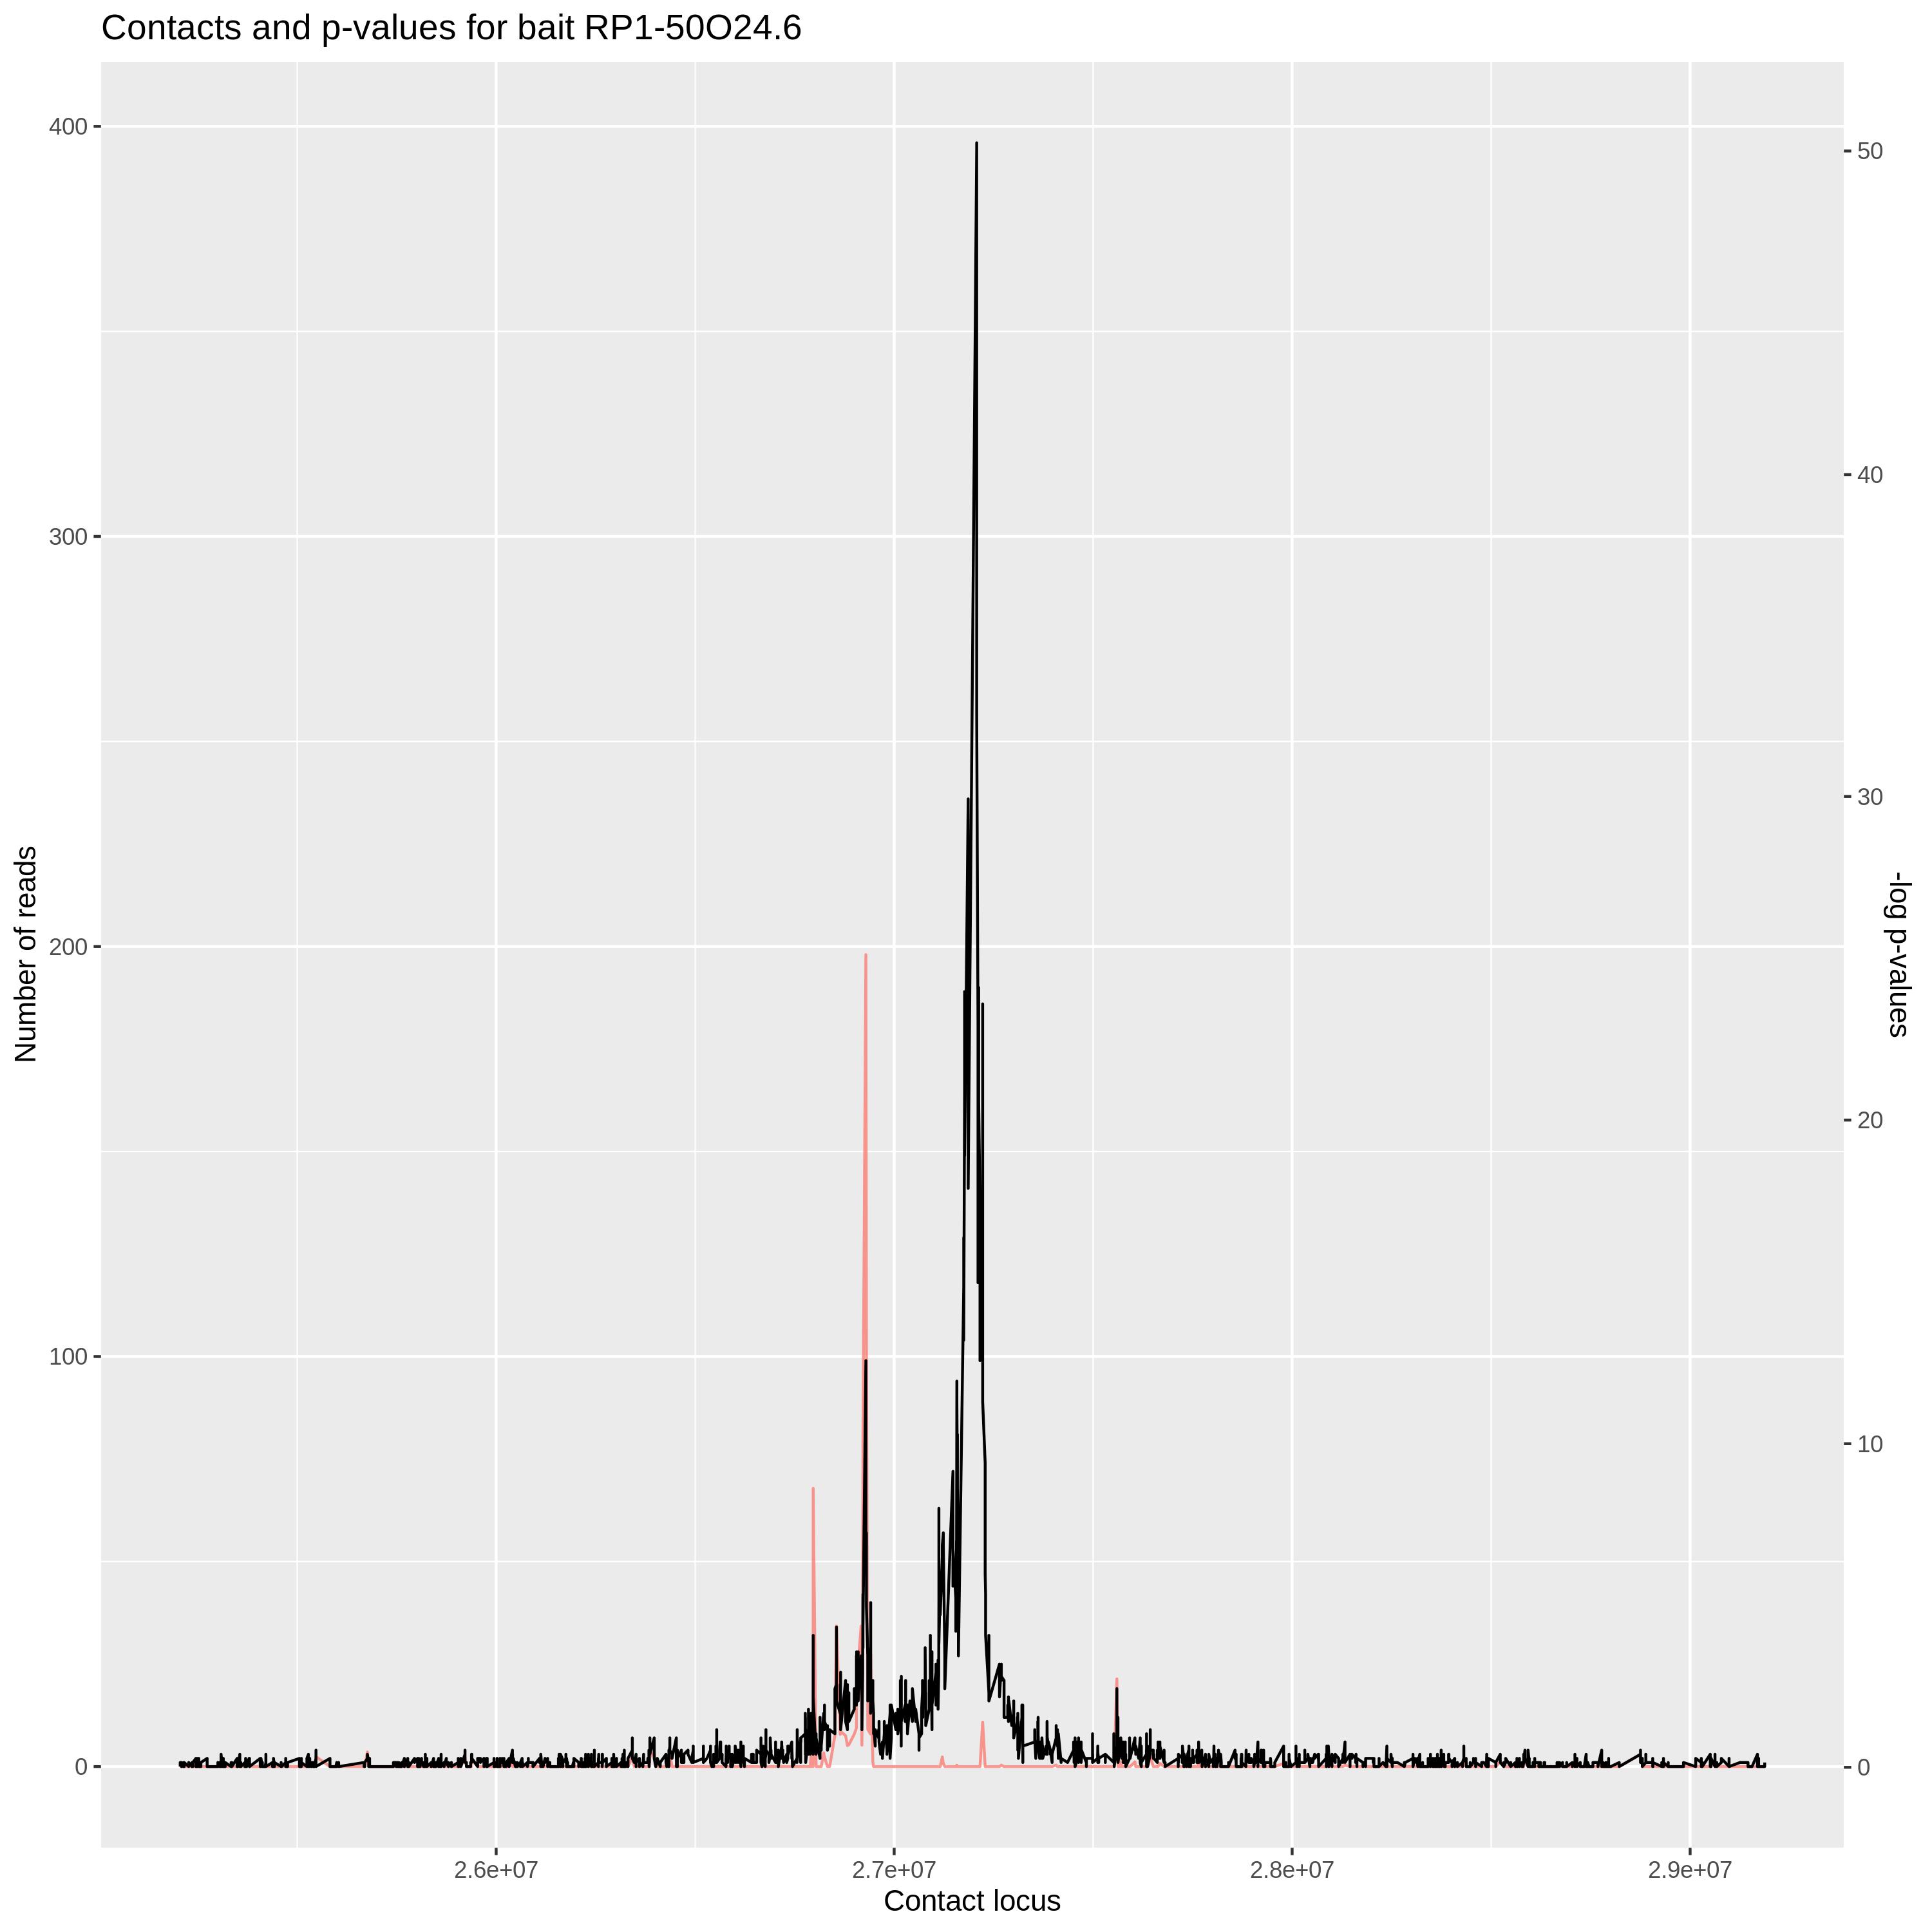 Contacts and p-values for bait RP1-50O24.6
400
300
200
100
0
Number of reads
50
40
30
20
10
0
-log p-values
2.6e+07 2.7e+07 2.8e+07 2.9e+07
Contact locus